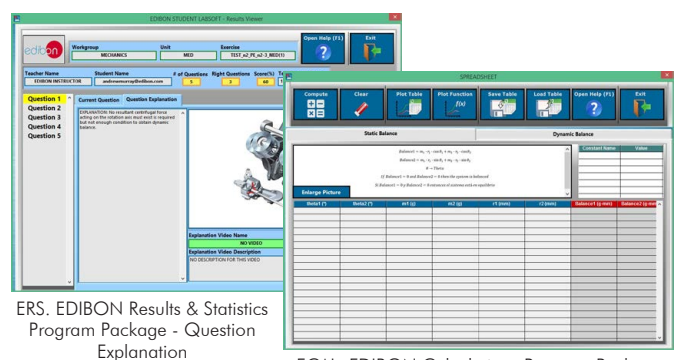 EDIBON STUDENT LABSOFT - Results Viewer
edibon
Workgroup
MECHANICS
Unit
MED
Exercise
TEST_n2_PE_n2-3_MED(1)
Open Help (F1)
Exit
Teacher Name
EDIBON INSTRUCTOR
Student Name
# of Questions
5
Right Questions
3
Score(%)
60
Question 1
Question 2
Question 3
Question 4
Question 5
Current Question
Question Explanation
EXPLANATION: No resultant centrifugal force
acting on the rotation axis must exist is required
but not enough condition to obtain dynamic
balance.
Explanation Video Name
NO VIDEO
Explanation Video Description
NO DESCRIPTION FOR THIS VIDEO
SPREADSHEET
Compute
Clear
Plot Table
Plot Function
f(x)
Save Table
Load Table
Open Help (F1)
Exit
Static Balance
Dynamic Balance
Enlarge Picture
Constant Name
Value
theta1 (°)
theta2 (°)
m1 (g)
m2 (g)
r1 (mm)
r2 (mm)
Balance1 (g mm)
Balance2 (g mm
ERS. EDIBON Results & Statistics
Program Package - Question
Explanation